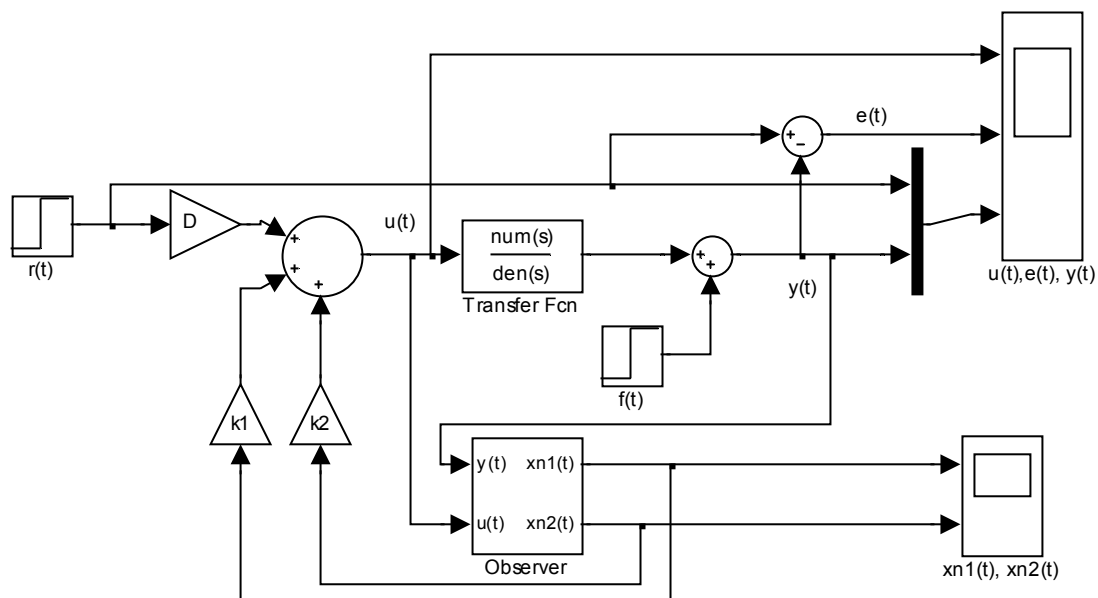 e(t)
+
−
D
r(t)
+
+
+
u(t)
num(s)
den(s)
Transfer Fcn
+
+
y(t)
u(t),e(t), y(t)
f(t)
k1
k2
y(t)
xn1(t)
u(t)
xn2(t)
Observer
xn1(t), xn2(t)